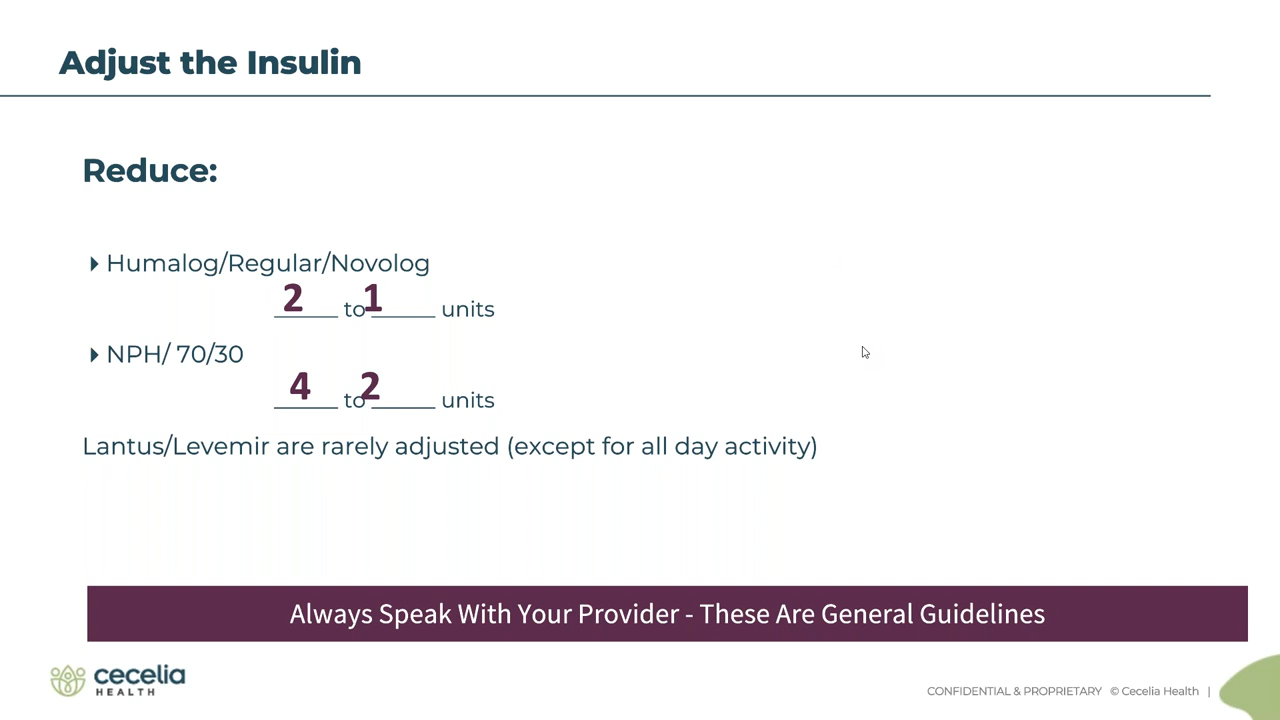 Adjust the Insulin
Reduce:
Humalog/Regular/Novolog
2 to 1 units
NPH/ 70/30
4 to 2 units
Lantus/Levemir are rarely adjusted (except for all day activity)
Always Speak With Your Provider - These Are General Guidelines
cecelia
HEALTH
CONFIDENTIAL & PROPRIETARY © Cecelia Health |